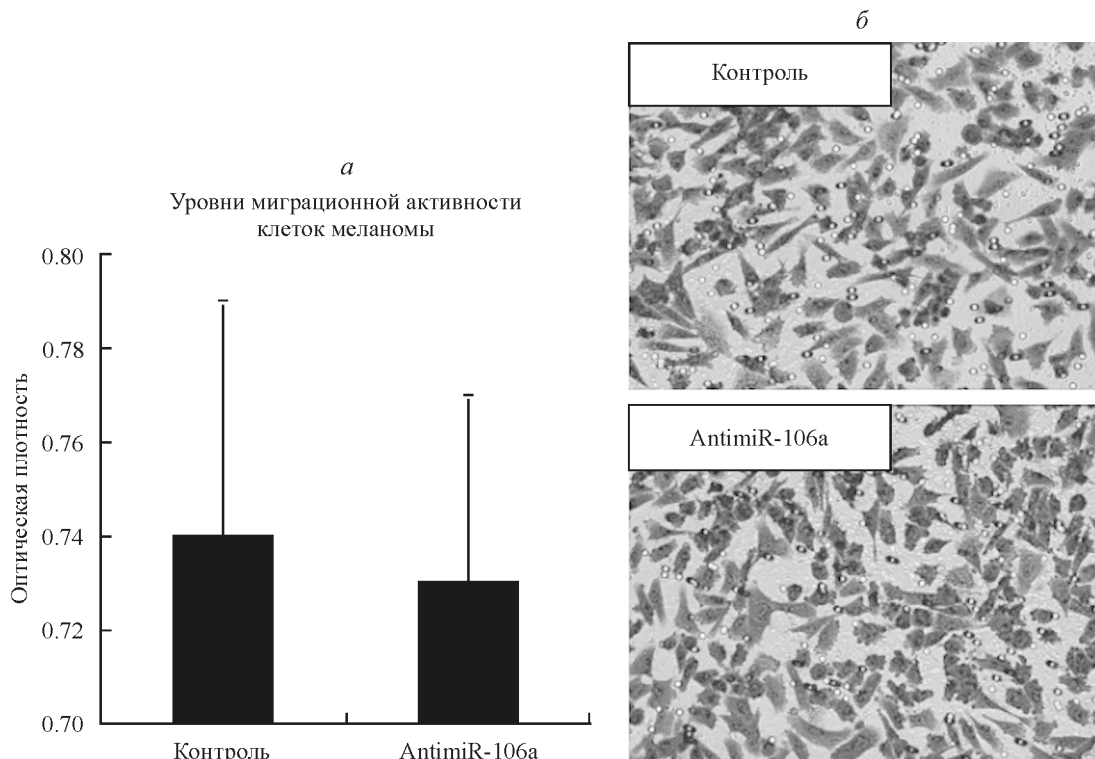 а
Уровни миграционной активности
клеток меланомы
Оптическая плотность
0.80
0.78
0.76
0.74
0.72
0.70
Контроль
AntimiR-106a
б
Контроль
AntimiR-106a